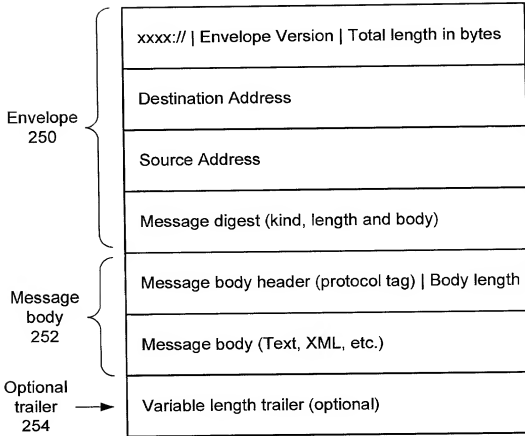 xxxx:// | Envelope Version | Total length in bytes
Destination Address
Envelope
250
Source Address
Message digest (kind, length and body)
Message body header (protocol tag) | Body length
Message
body
252
Message body (Text, XML, etc.)
Optional
trailer
254
Variable length trailer (optional)